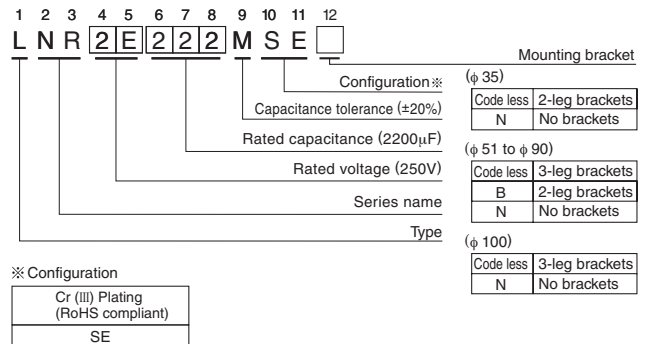 1 2 3 4 5 6 7 8 9 10 11 12
L N R 2 E 2 2 2 M S E
Mounting bracket
Configuration※
Capacitance tolerance (±20%)
Rated capacitance (2200μF)
Rated voltage (250V)
Series name
Type
(ϕ 35)
Code less 2-leg brackets
N No brackets
(ϕ 51 to ϕ 90)
Code less 3-leg brackets
B 2-leg brackets
N No brackets
(ϕ 100)
Code less 3-leg brackets
N No brackets
※Configuration
Cr (Ⅲ) Plating
(RoHS compliant)
SE